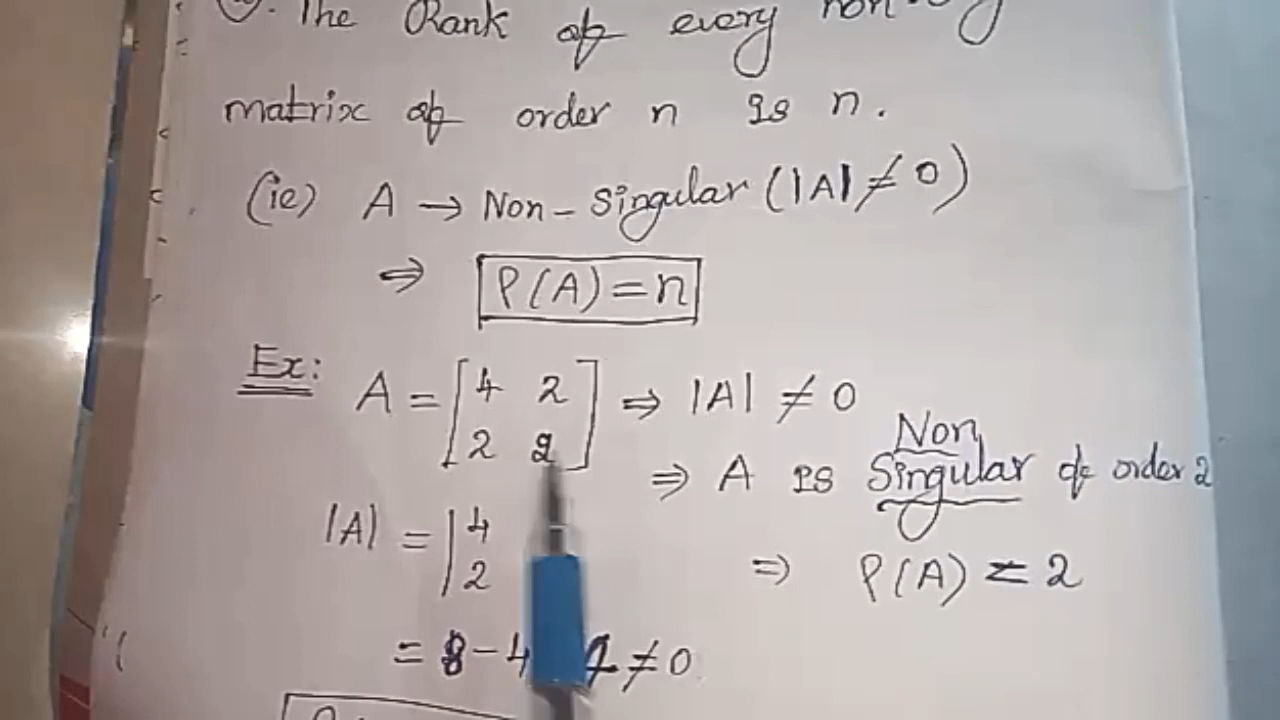 The Rank of every non-
matrix of order n is n.
(ie) A → Non-Singular (|A| ≠ 0)
⇒ ρ(A) = n
Ex: A = [4 2 ⇒ |A| ≠ 0
2 2]
Non
⇒ A is Singular of order 2
|A| = |4
2
⇒ ρ(A) = 2
= 8 - 4 4 ≠ 0